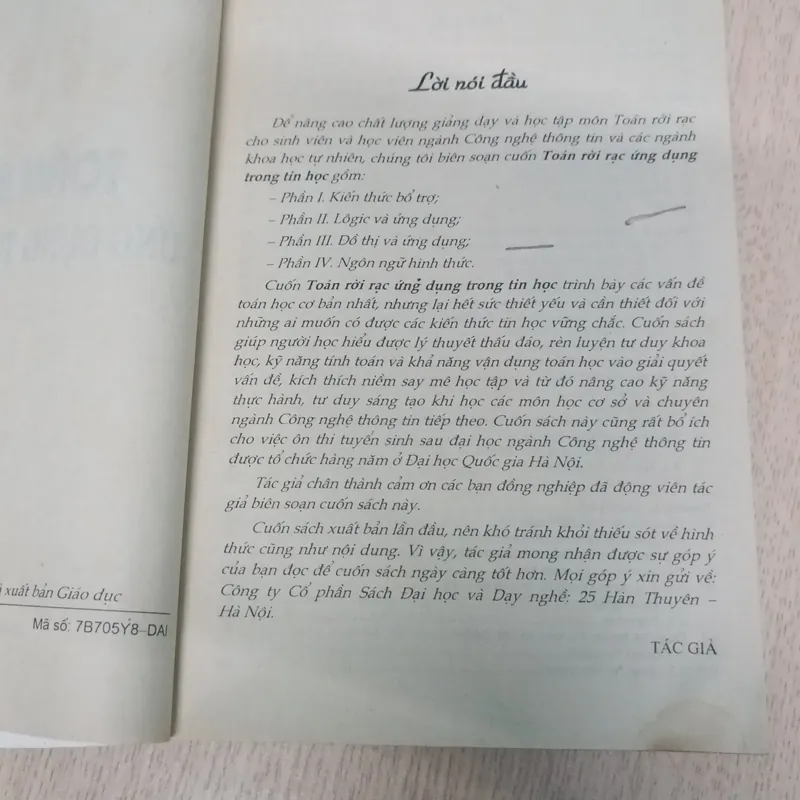 xuất bản Giáo dục
Mã số: 7B705Y8–DAI
Lời nói đầu
Để nâng cao chất lượng giảng dạy và học tập môn Toán rời rạc
cho sinh viên và học viên ngành Công nghệ thông tin và các ngành
khoa học tự nhiên, chúng tôi biên soạn cuốn Toán rời rạc ứng dụng
trong tin học gồm:
– Phần I. Kiến thức bổ trợ;
– Phần II. Lôgic và ứng dụng;
– Phần III. Đồ thị và ứng dụng;
– Phần IV. Ngôn ngữ hình thức.
Cuốn Toán rời rạc ứng dụng trong tin học trình bày các vấn đề
toán học cơ bản nhất, nhưng lại hết sức thiết yếu và cần thiết đối với
những ai muốn có được các kiến thức tin học vững chắc. Cuốn sách
giúp người học hiểu được lý thuyết thấu đáo, rèn luyện tư duy khoa
học, kỹ năng tính toán và khả năng vận dụng toán học vào giải quyết
vấn đề, kích thích niềm say mê học tập và từ đó nâng cao kỹ năng
thực hành, tư duy sáng tạo khi học các môn học cơ sở và chuyên
ngành Công nghệ thông tin tiếp theo. Cuốn sách này cũng rất bổ ích
cho việc ôn thi tuyển sinh sau đại học ngành Công nghệ thông tin
được tổ chức hàng năm ở Đại học Quốc gia Hà Nội.
Tác giả chân thành cảm ơn các bạn đồng nghiệp đã động viên tác
giả biên soạn cuốn sách này.
Cuốn sách xuất bản lần đầu, nên khó tránh khỏi thiếu sót về hình
thức cũng như nội dung. Vì vậy, tác giả mong nhận được sự góp ý
của bạn đọc để cuốn sách ngày càng tốt hơn. Mọi góp ý xin gửi về:
Công ty Cổ phần Sách Đại học và Dạy nghề: 25 Hàn Thuyên –
Hà Nội.
TÁC GIẢ